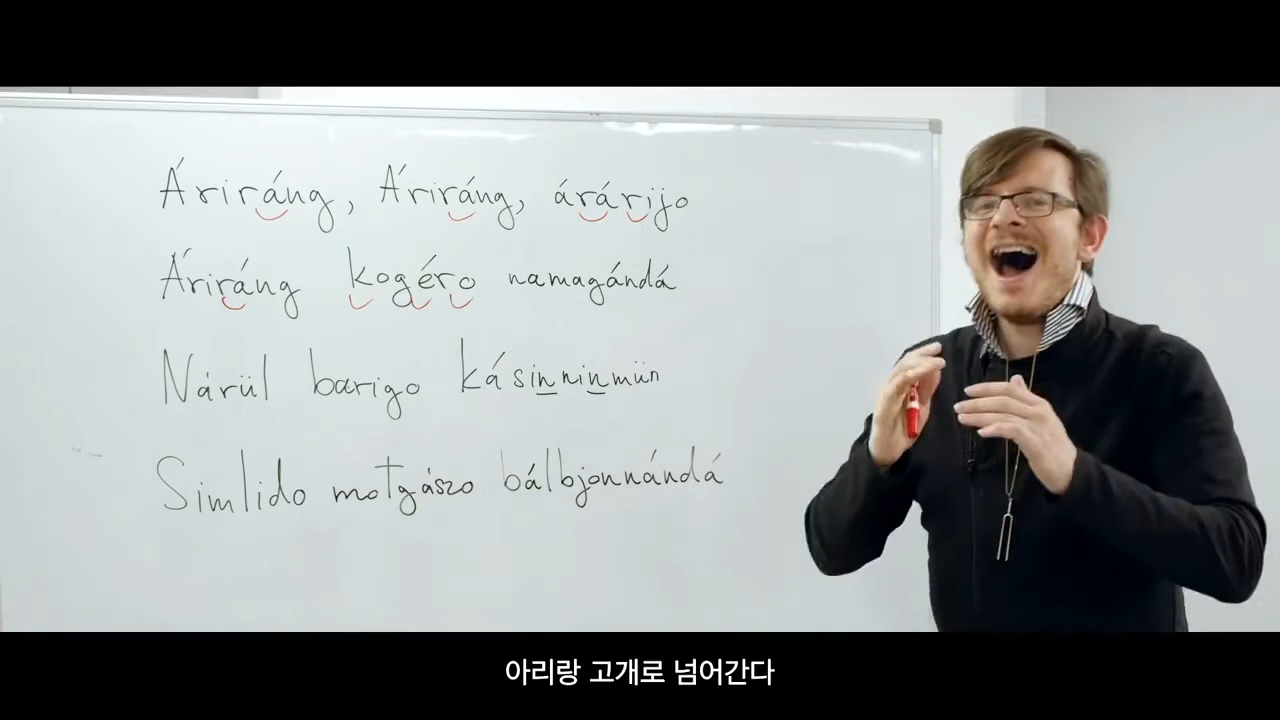 Áriráng, Áriráng, árárijo
Áriráng kogéro namagándá
Nárül barigo kásinninmün
Simlido motgászo bálbjonnándá
아리랑 고개로 넘어간다